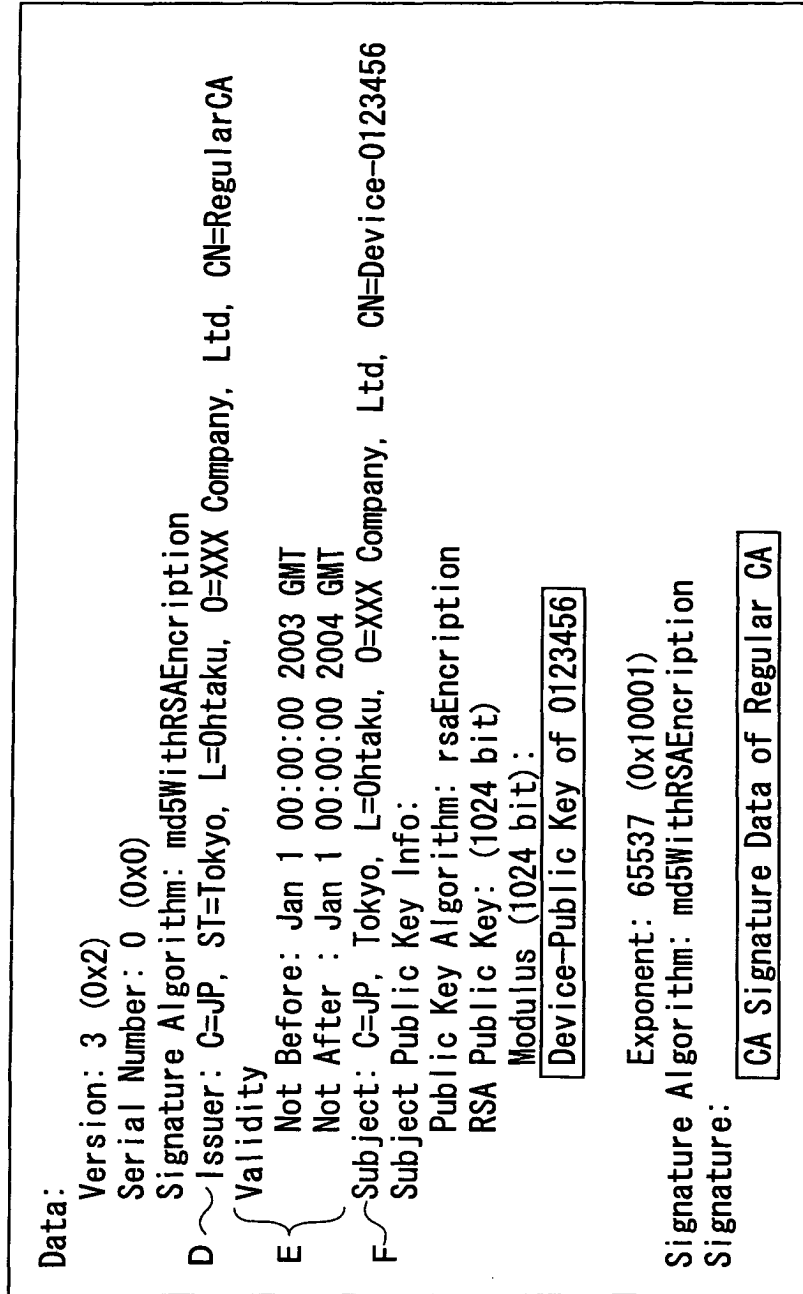 Data:
Version: 3 (0x2)
Serial Number: 0 (0x0)
Signature Algorithm: md5WithRSAEncription
D Issuer: C=JP, ST=Tokyo, L=Ohtaku, O=XXX Company, Ltd, CN=RegularCA
Validity
E
Not Before: Jan 1 00:00:00 2003 GMT
Not After : Jan 1 00:00:00 2004 GMT
F Subject: C=JP, Tokyo, L=Ohtaku, O=XXX Company, Ltd, CN=Device-0123456
Subject Public Key Info:
Public Key Algorithm: rsaEncription
RSA Public Key: (1024 bit)
Modulus (1024 bit):
Device-Public Key of 0123456
Exponent: 65537 (0x10001)
Signature Algorithm: md5WithRSAEncription
Signature:
CA Signature Data of Regular CA